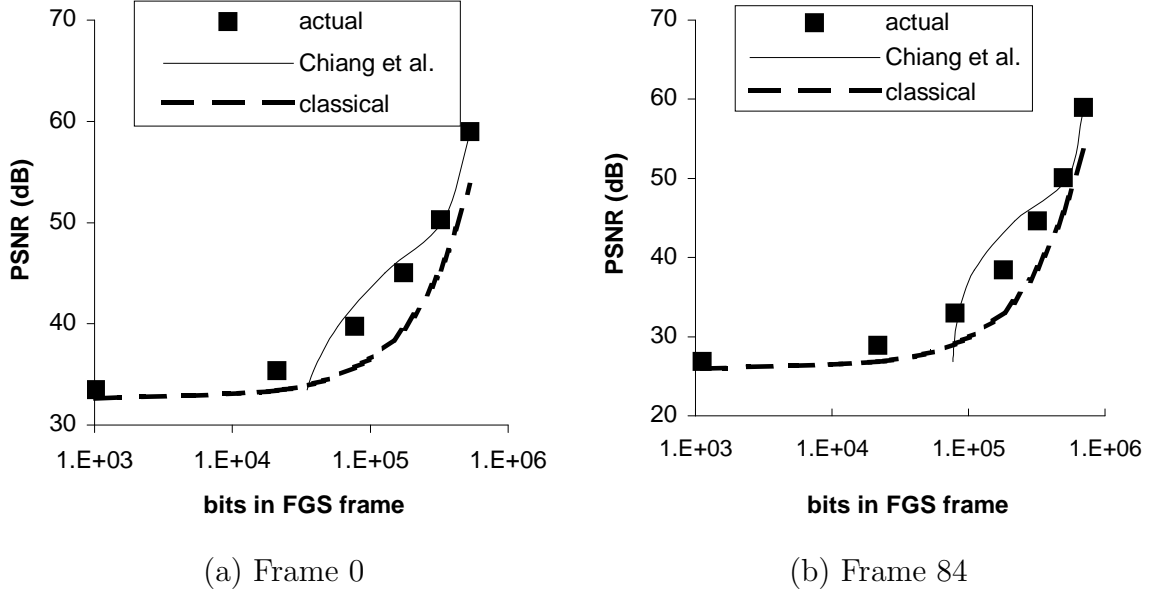 70
60
50
40
30
PSNR (dB)
actual
Chiang et al.
classical
1.E+03 1.E+04 1.E+05 1.E+06
bits in FGS frame
(a) Frame 0
70
60
50
40
30
20
PSNR (dB)
actual
Chiang et al.
classical
1.E+03 1.E+04 1.E+05 1.E+06
bits in FGS frame
(b) Frame 84